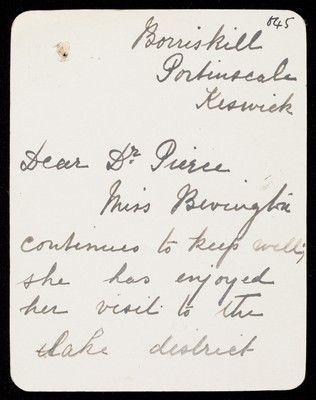 845
Borriskill
Portinscale
Keswick
Dear Dr. Pierce
Miss Bevington
continues to keep well;
she has enjoyed
her visit to the
Lake district